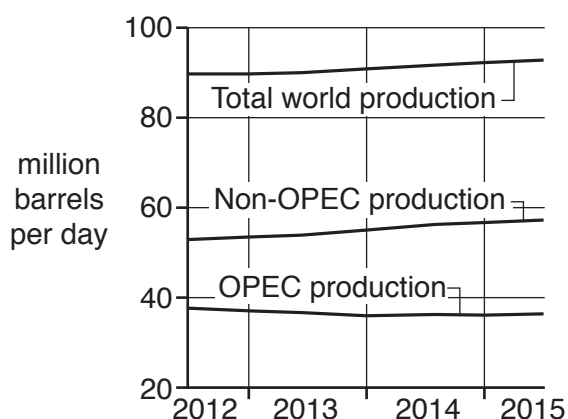 100
Total world production
80
million
barrels
per day
Non-OPEC production
60
OPEC production
40
20
2012 2013 2014 2015